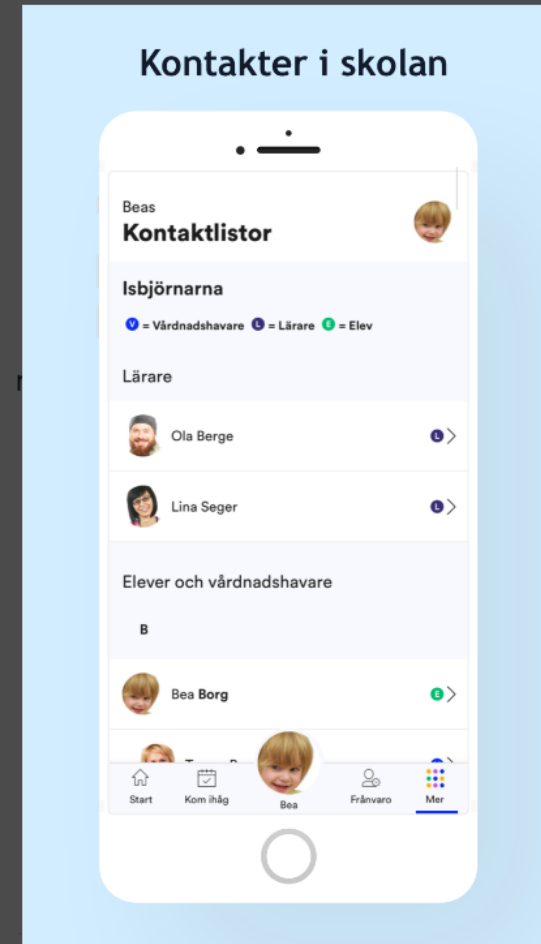 Kontakter i skolan
Beas
Kontaktlistor
Isbjörnarna
V = Vårdnadshavare L = Lärare E = Elev
Lärare
Ola Berge L
Lina Seger L
Elever och vårdnadshavare
B
Bea Borg E
Start Kom ihåg Bea Frånvaro Mer